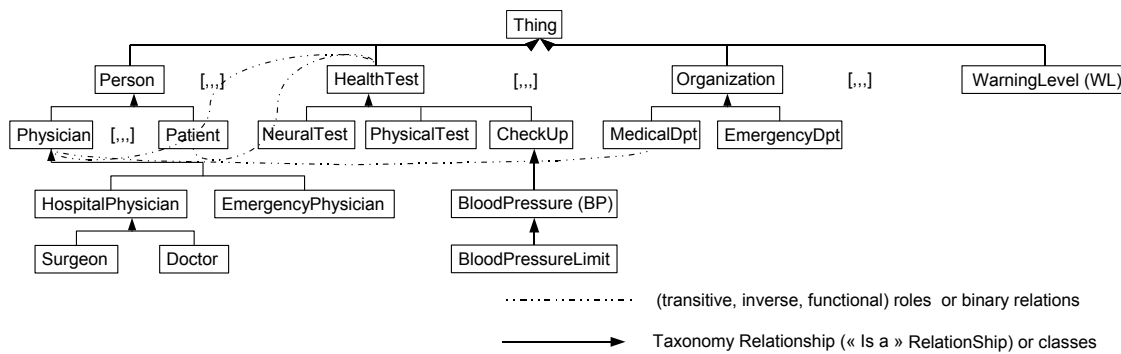 Thing
Person [,,,] HealthTest [,,,] Organization [,,,] WarningLevel (WL)
Physician [,,,] Patient NeuralTest PhysicalTest CheckUp MedicalDpt EmergencyDpt
HospitalPhysician EmergencyPhysician BloodPressure (BP)
Surgeon Doctor BloodPressureLimit
(transitive, inverse, functional) roles or binary relations
Taxonomy Relationship (« Is a » RelationShip) or classes